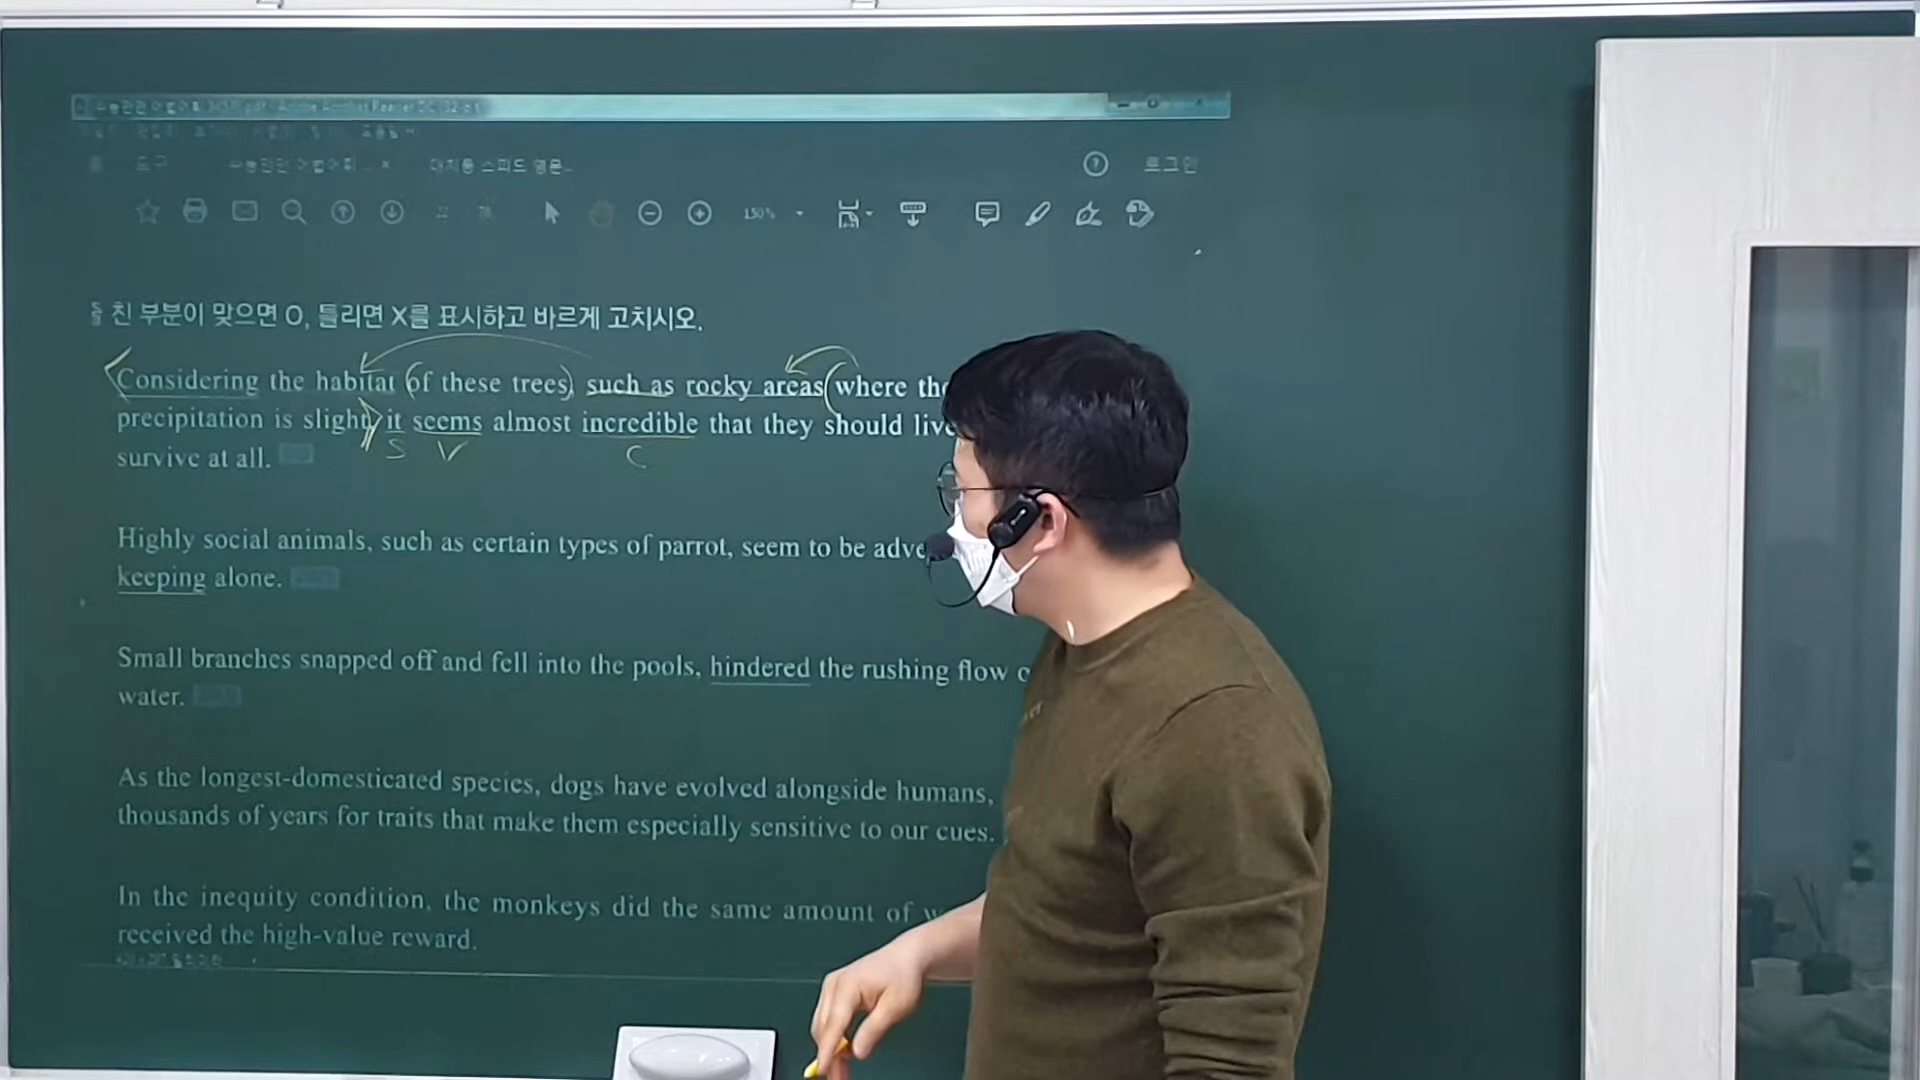 로그인
150%
친 부분이 맞으면 O, 틀리면 X를 표시하고 바르게 고치시오.
Considering the habitat of these trees, such as rocky areas where the
precipitation is slight, it seems almost incredible that they should live
S V C
survive at all.
Highly social animals, such as certain types of parrot, seem to be adve
keeping alone.
Small branches snapped off and fell into the pools, hindered the rushing flow o
water.
As the longest-domesticated species, dogs have evolved alongside humans,
thousands of years for traits that make them especially sensitive to our cues.
In the inequity condition, the monkeys did the same amount of w
received the high-value reward.